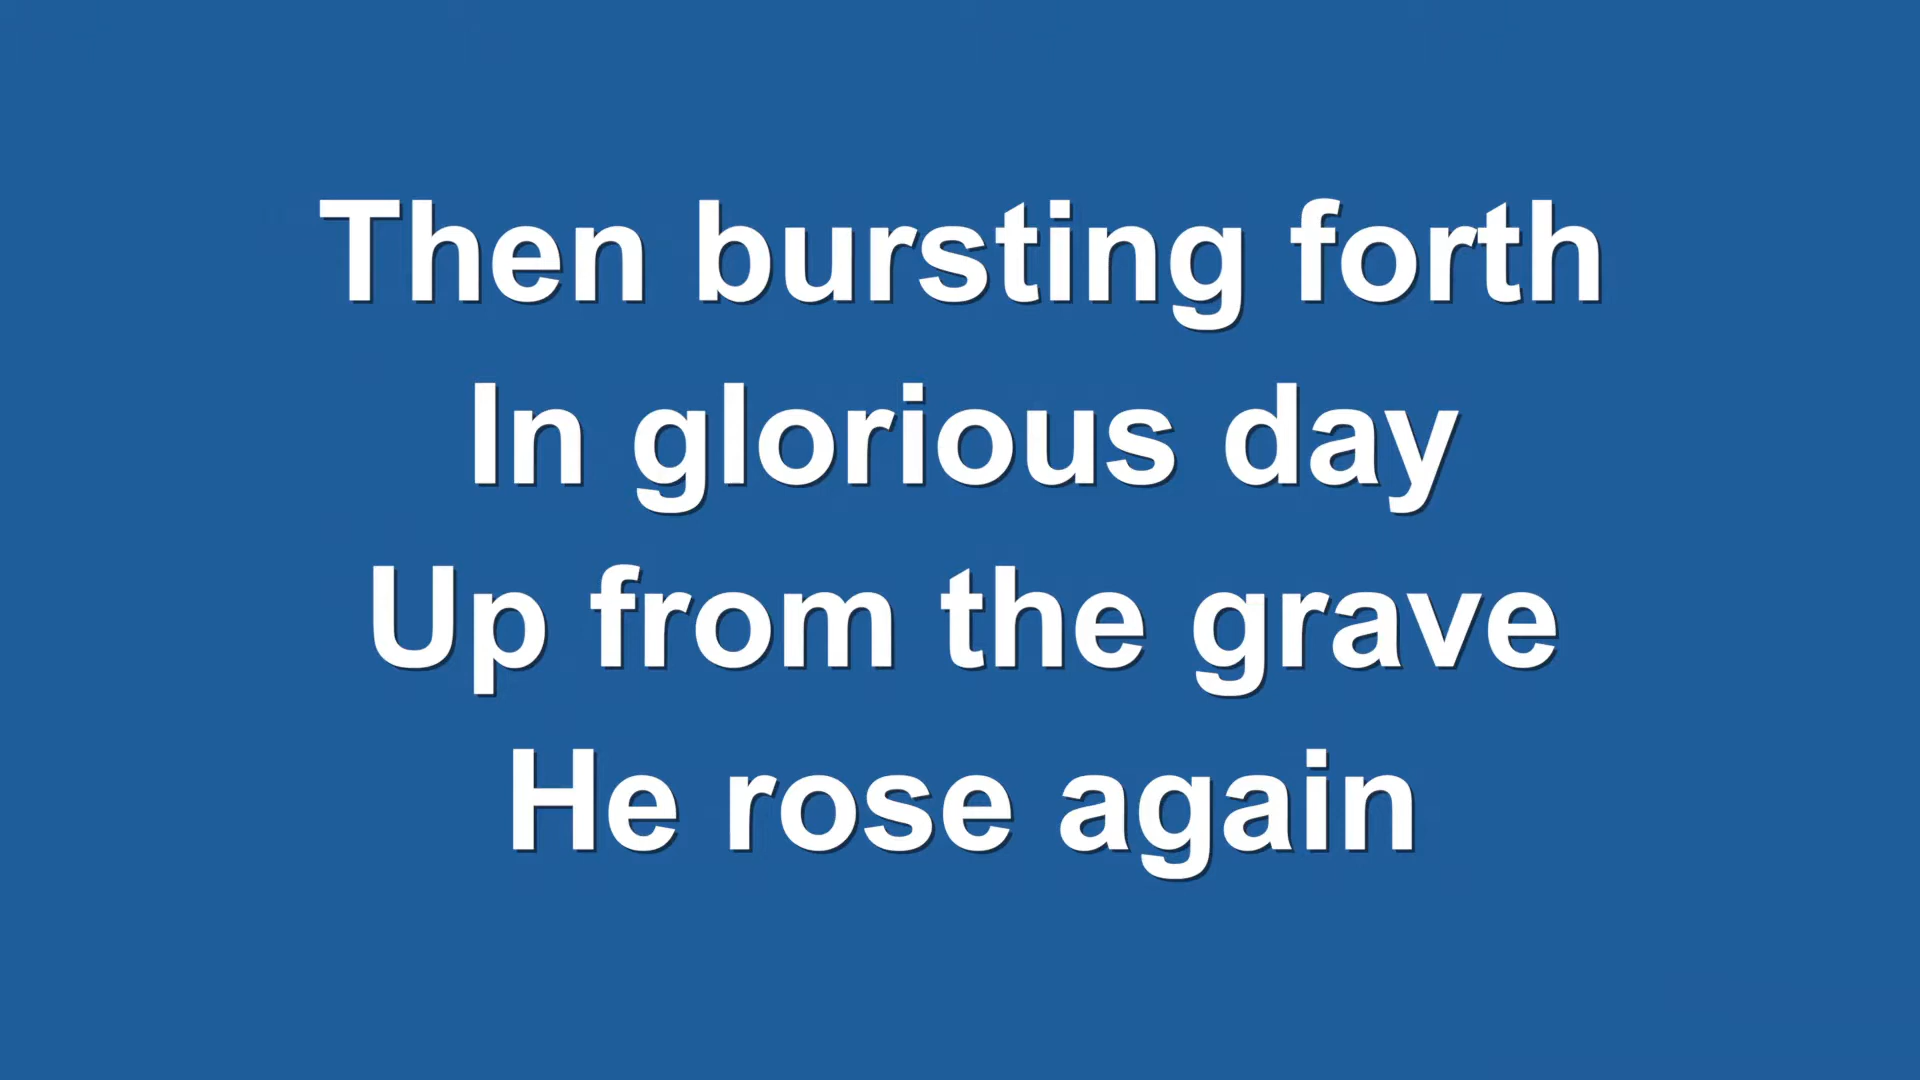 Then bursting forth
In glorious day
Up from the grave
He rose again